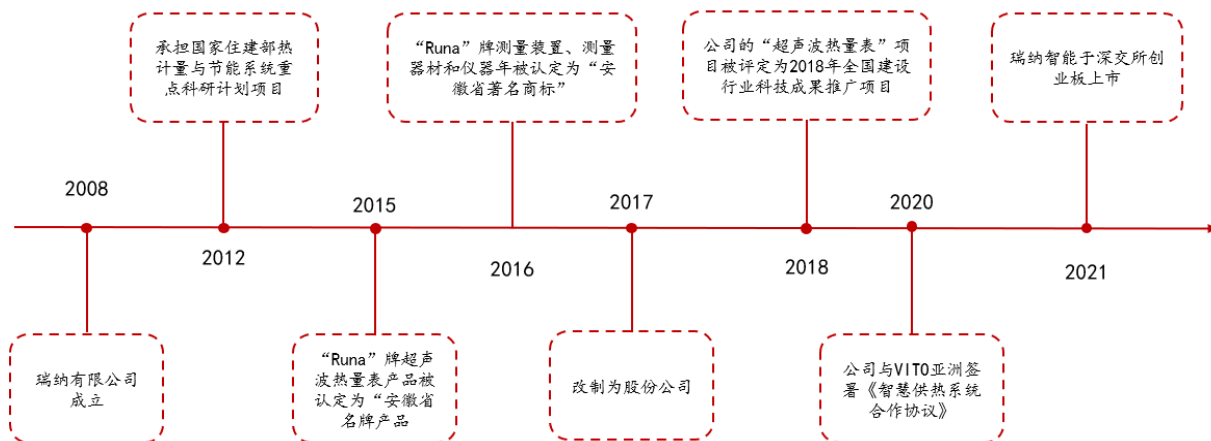 承担国家住建部热
计量与节能系统重
点科研计划项目
“Runa”牌测量装置、测量
器材和仪器年被认定为“安
徽省著名商标”
公司的“超声波热量表”项
目被评定为2018年全国建设
行业科技成果推广项目
瑞纳智能于深交所创
业板上市
2008
2015
2017
2020
2012
2016
2018
2021
瑞纳有限公司
成立
“Runa”牌超声
波热量表产品被
认定为“安徽省
名牌产品
改制为股份公司
公司与VITO亚洲签
署《智慧供热系统
合作协议》